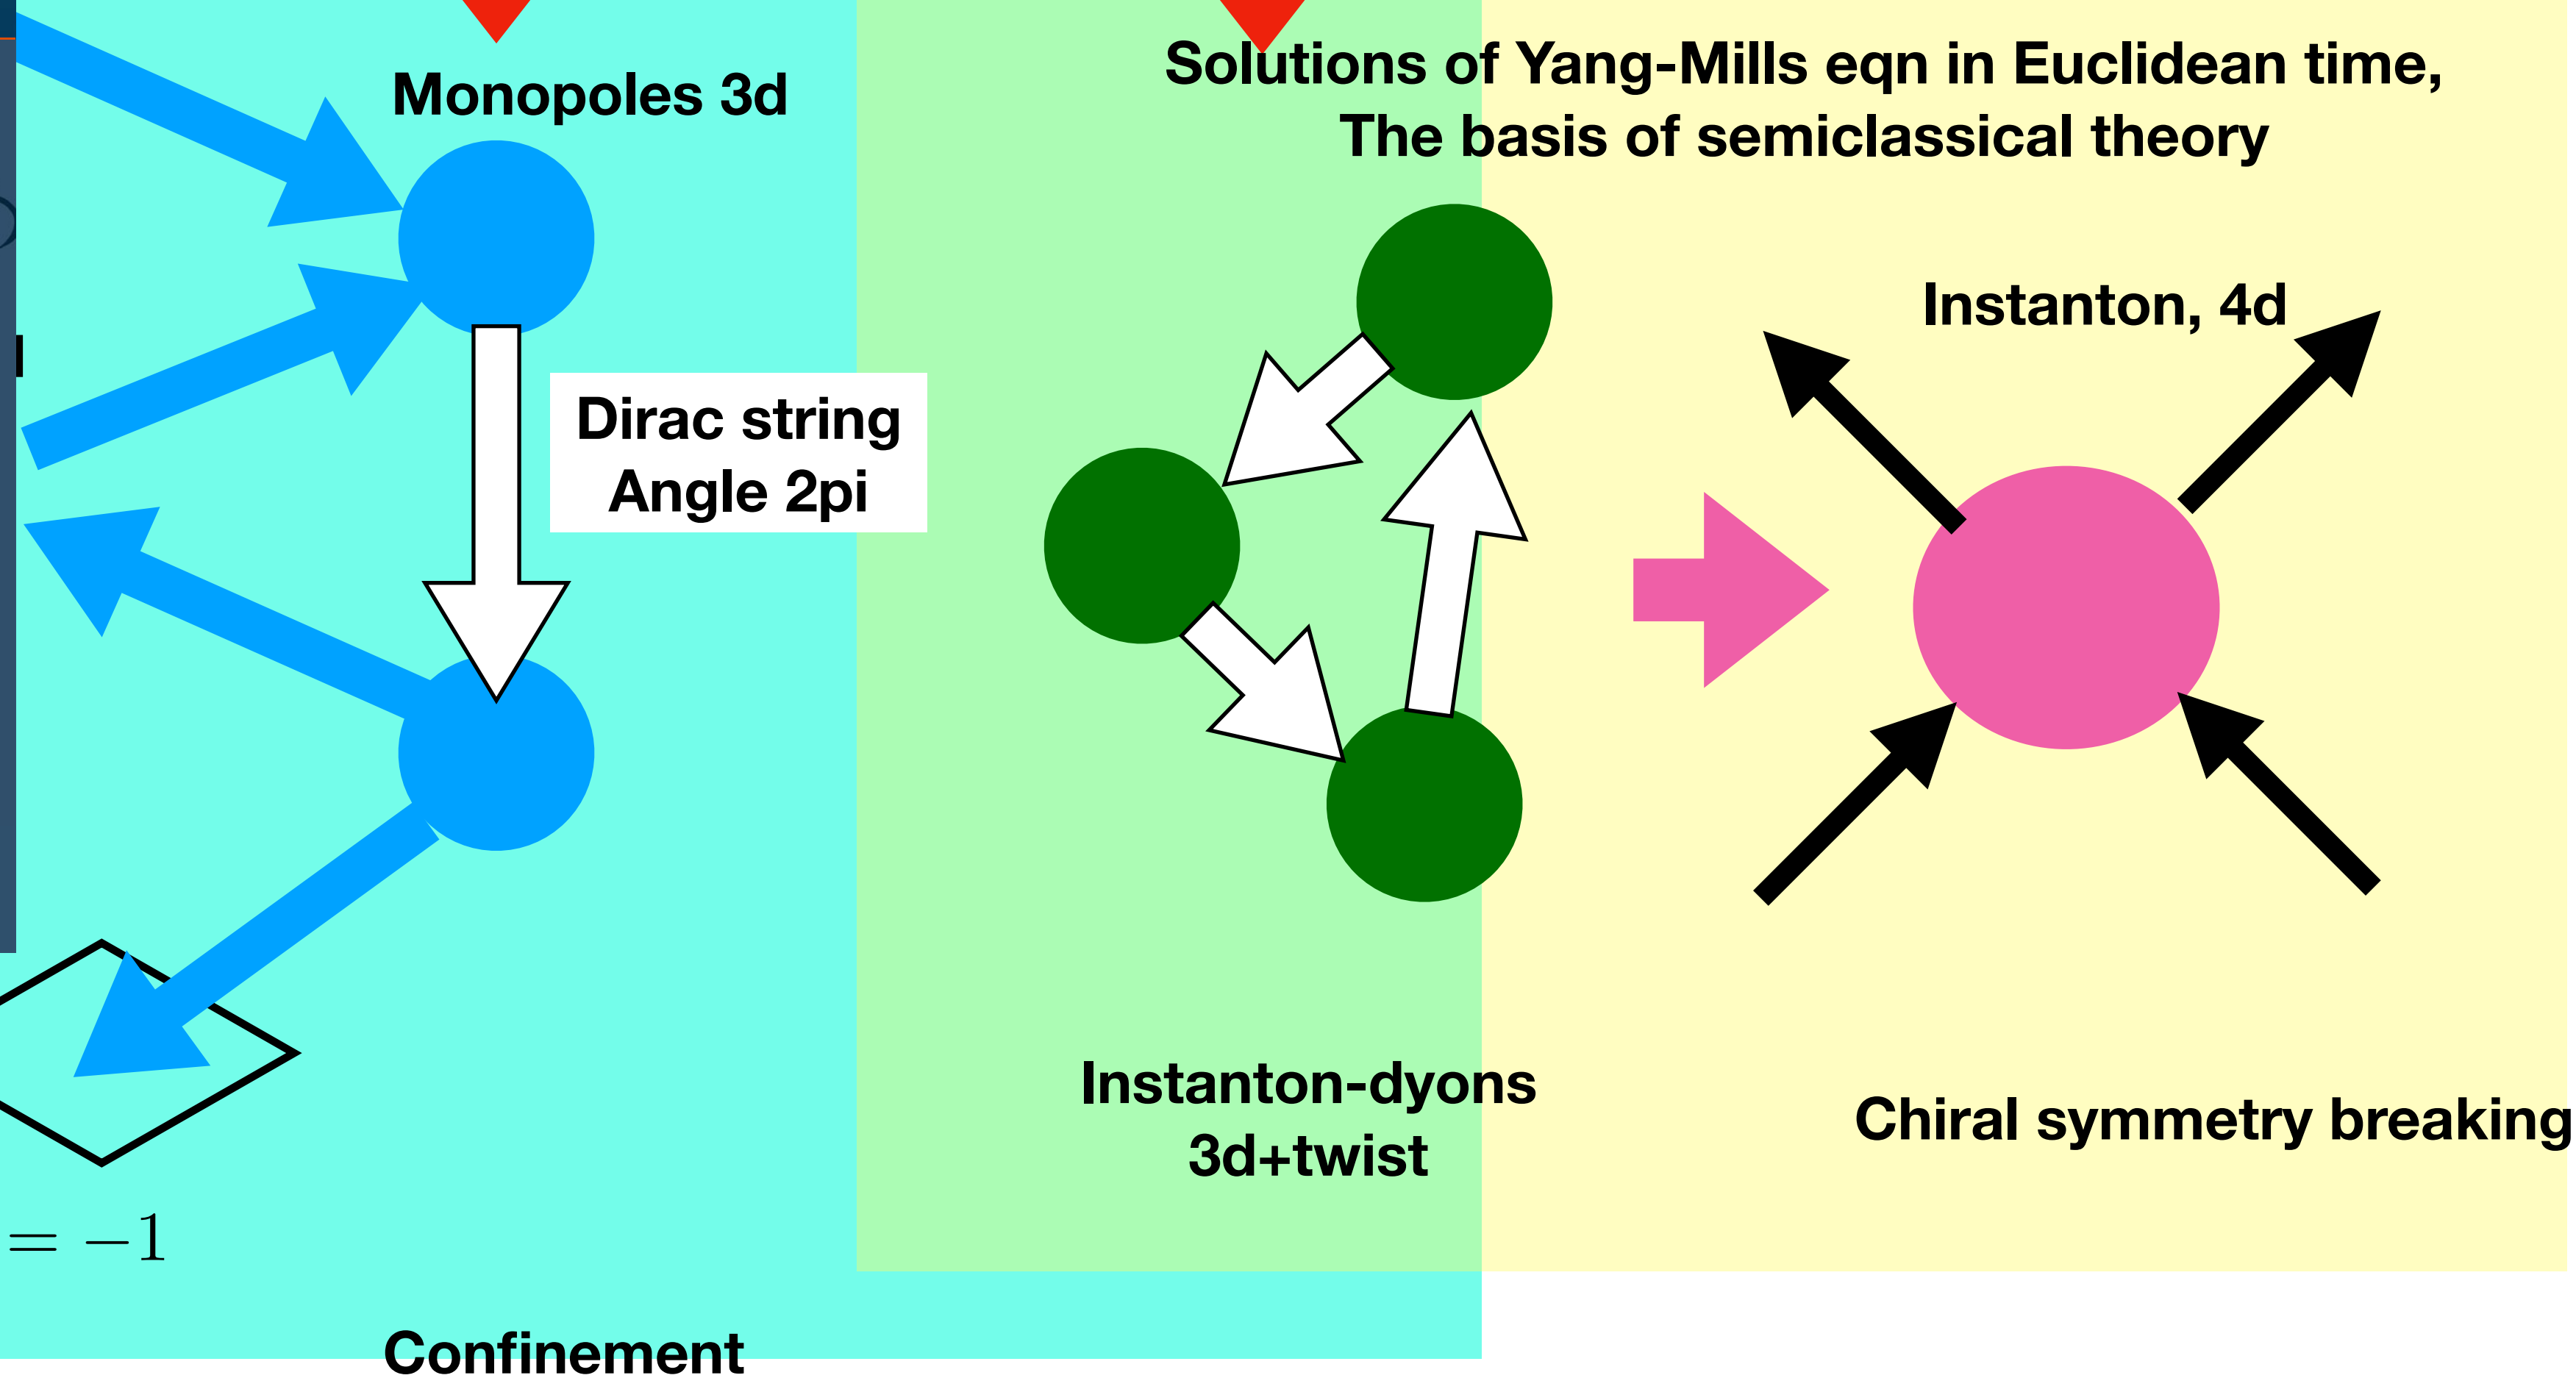 Monopoles 3d
Solutions of Yang-Mills eqn in Euclidean time,
The basis of semiclassical theory
Instanton, 4d
Dirac string
Angle 2pi
Instanton-dyons
3d+twist
Chiral symmetry breaking
= −1
Confinement